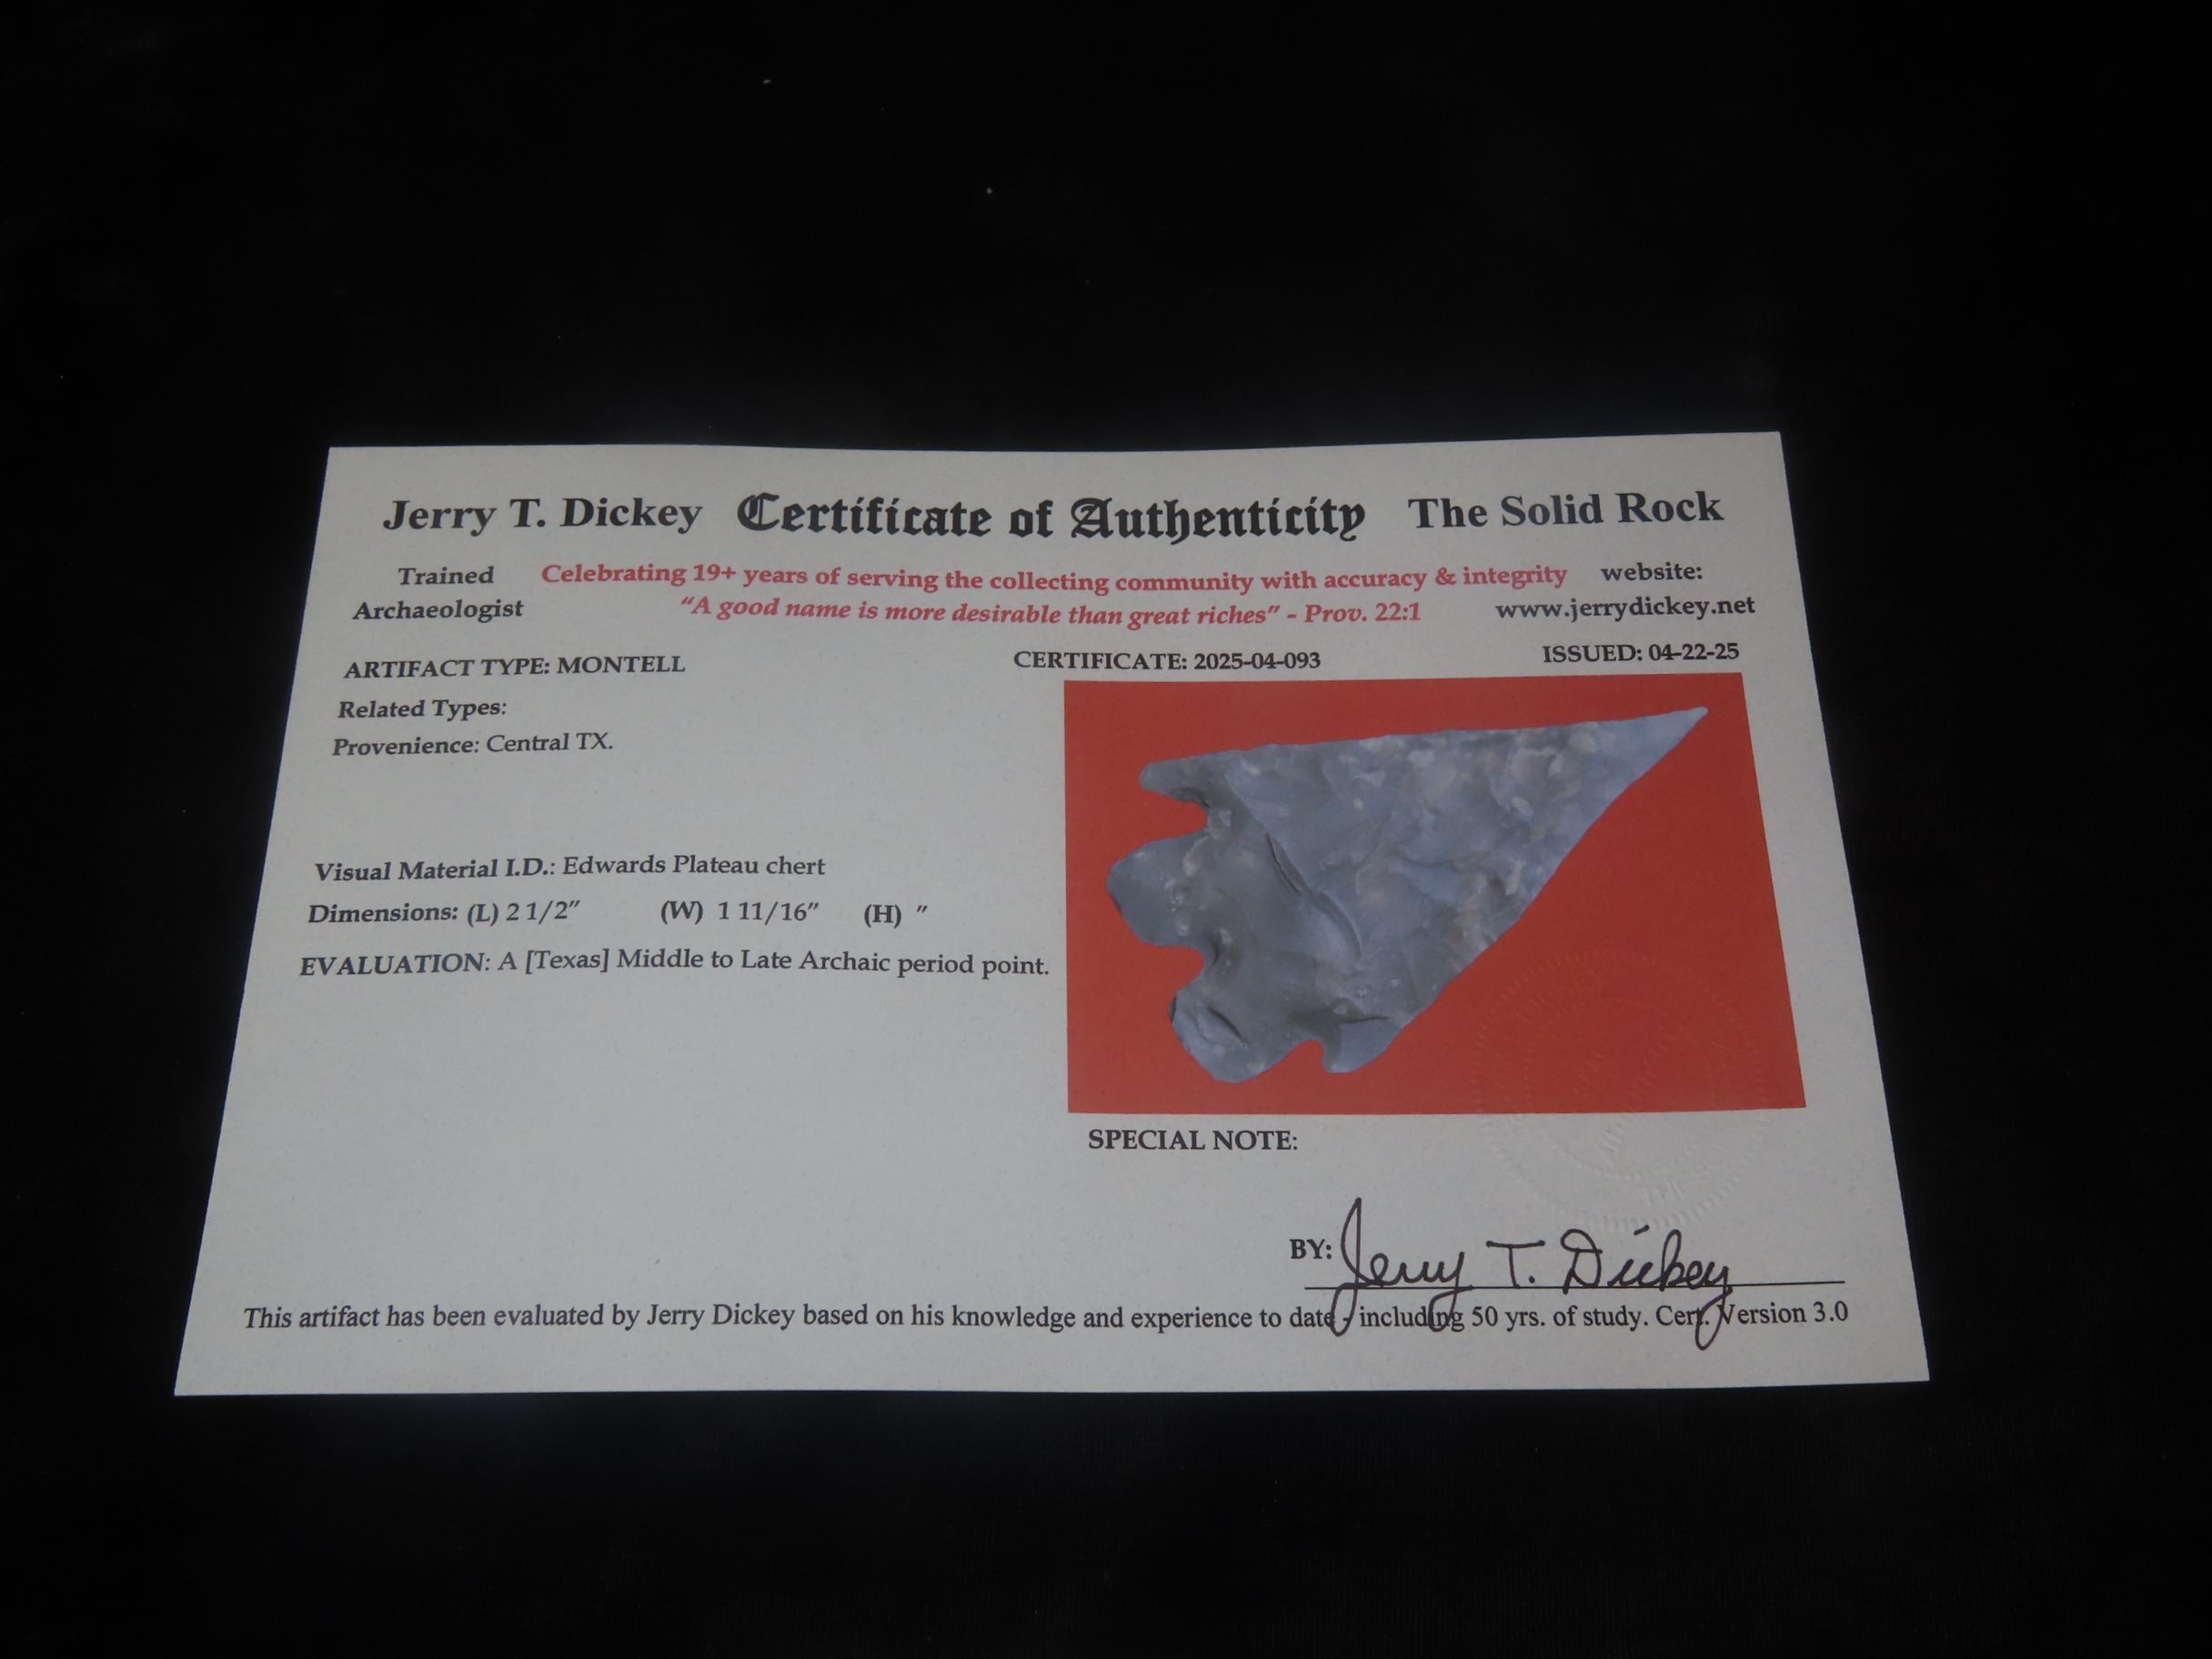 Jerry T. Dickey Certificate of Authenticity The Solid Rock
Trained Celebrating 19+ years of serving the collecting community with accuracy & integrity website:
Archaeologist "A good name is more desirable than great riches" - Prov. 22:1 www.jerrydickey.net
ARTIFACT TYPE: MONTELL CERTIFICATE: 2025-04-093 ISSUED: 04-22-25
Related Types:
Provenience: Central TX.
Visual Material I.D.: Edwards Plateau chert
Dimensions: (L) 2 1/2" (W) 1 11/16" (H) "
EVALUATION: A [Texas] Middle to Late Archaic period point.
SPECIAL NOTE:
BY: Jerry T. Dickey
This artifact has been evaluated by Jerry Dickey based on his knowledge and experience to date - including 50 yrs. of study. Cert. Version 3.0